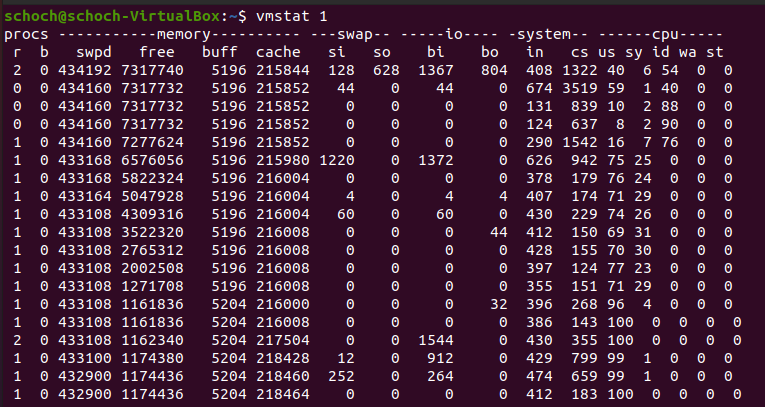 schoch@schoch-VirtualBox:~$ vmstat 1
procs -----------memory---------- ---swap-- -----io---- -system-- ------cpu-----
 r  b   swpd   free   buff  cache   si   so    bi    bo   in   cs us sy id wa st
 2  0 434192 7317740   5196 215844  128  628  1367   804  408 1322 40  6 54  0  0
 0  0 434160 7317732   5196 215852   44    0    44     0  674 3519 59  1 40  0  0
 0  0 434160 7317732   5196 215852    0    0     0     0  131  839 10  2 88  0  0
 0  0 434160 7317732   5196 215852    0    0     0     0  124  637  8  2 90  0  0
 1  0 434160 7277624   5196 215852    0    0     0     0  290 1542 16  7 76  0  0
 1  0 433168 6576056   5196 215980 1220    0  1372     0  626  942 75 25  0  0  0
 1  0 433168 5822324   5196 216004    0    0     0     0  378  179 76 24  0  0  0
 1  0 433164 5047928   5196 216004    4    0     4     4  407  174 71 29  0  0  0
 1  0 433108 4309316   5196 216004   60    0    60     0  430  229 74 26  0  0  0
 1  0 433108 3522320   5196 216008    0    0     0    44  412  150 69 31  0  0  0
 1  0 433108 2765312   5196 216008    0    0     0     0  428  155 70 30  0  0  0
 1  0 433108 2002508   5196 216008    0    0     0     0  397  124 77 23  0  0  0
 1  0 433108 1271708   5196 216008    0    0     0     0  355  151 71 29  0  0  0
 1  0 433108 1161836   5204 216000    0    0     0    32  396  268 96  4  0  0  0
 1  0 433108 1161836   5204 216008    0    0     0     0  386  143 100  0  0  0  0
 2  0 433108 1162340   5204 217504    0    0  1544     0  430  355 100  0  0  0  0
 1  0 433100 1174380   5204 218428   12    0   912     0  429  799 99  1  0  0  0
 1  0 432900 1174436   5204 218460  252    0   264     0  474  659 99  1  0  0  0
 1  0 432900 1174436   5204 218464    0    0     0     0  412  183 100  0  0  0  0